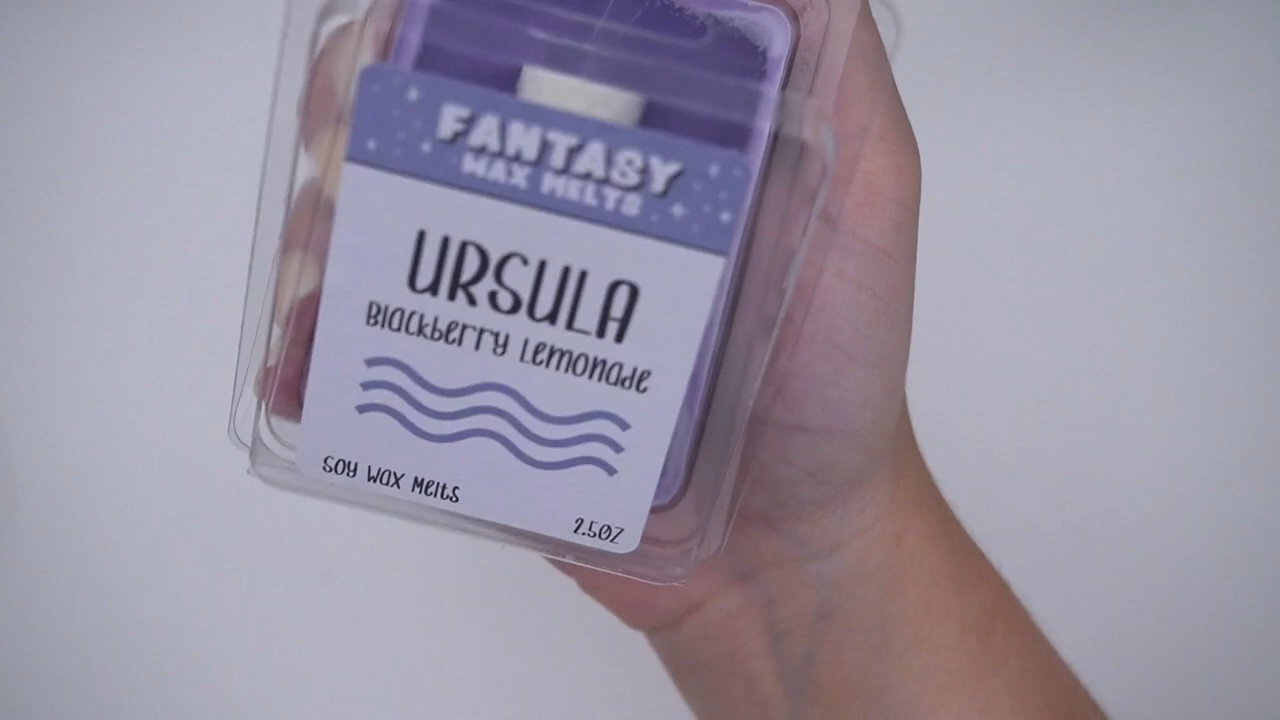 FANTASY
WAX MELTS
URSULA
Blackberry Lemonade
Soy Wax Melts
2.5OZ